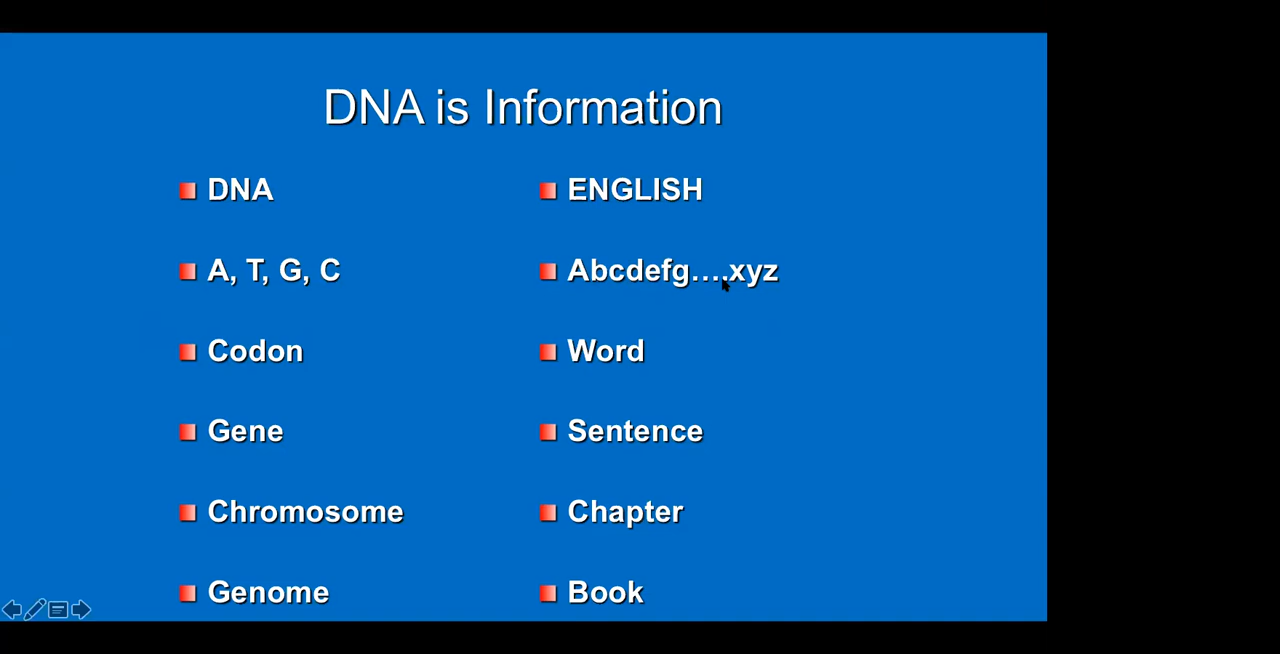 DNA is Information
DNA
ENGLISH
A, T, G, C
Abcdefg….xyz
Codon
Word
Gene
Sentence
Chromosome
Chapter
Genome
Book